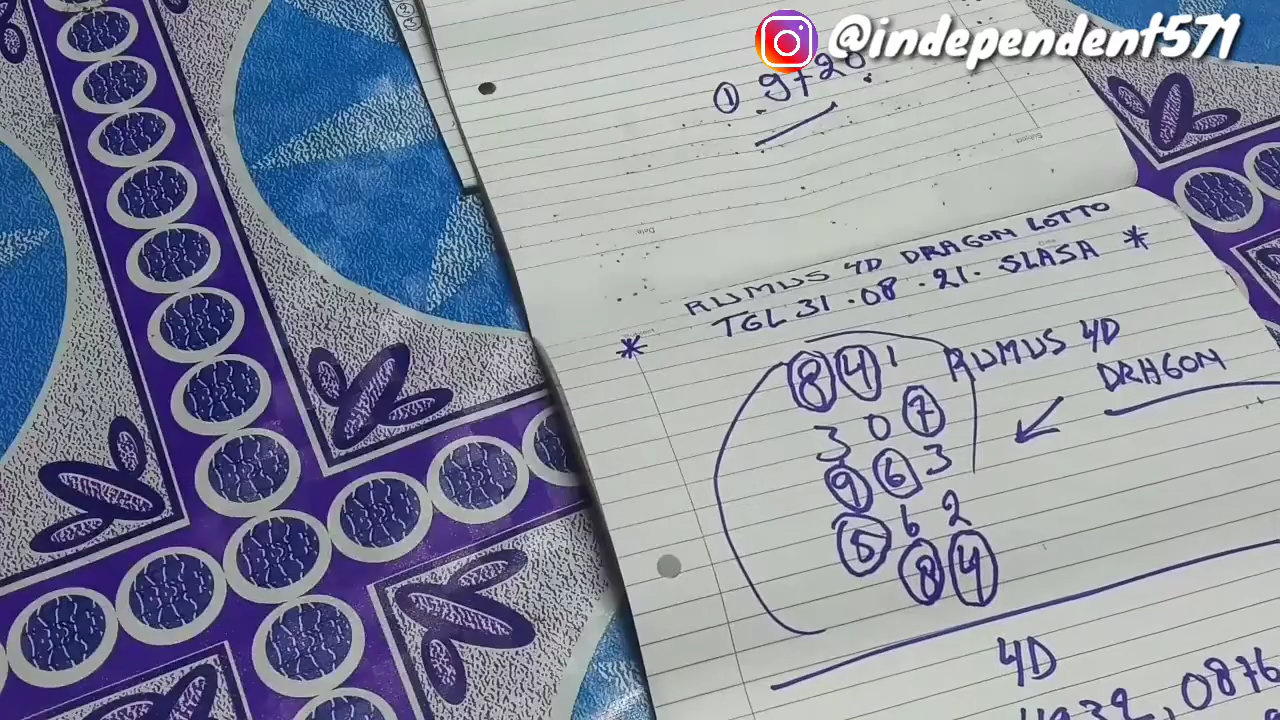 @independent571
① 9728
RUMUS 4D DRAGON LOTTO
TGL 31.08.21. SLASA *
*
8 4 1 RUMUS 4D
DRAGON
3 0 7
9 6 3
5 6 2
8 4
4D
0876